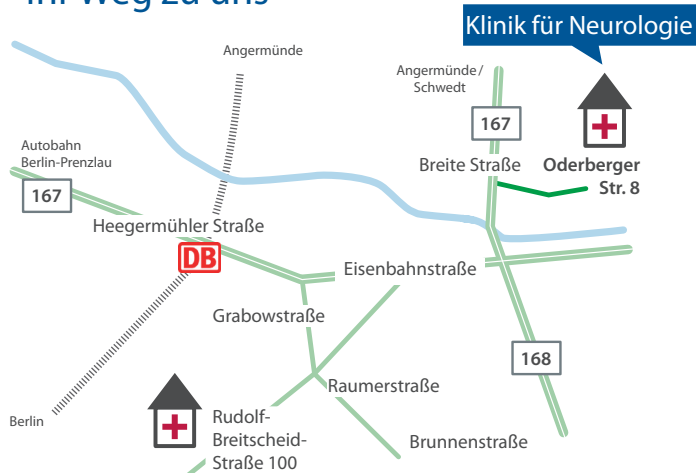 Ihr Weg zu uns
Klinik für Neurologie
Angermünde
Angermünde/
Schwedt
167
Autobahn
Berlin-Prenzlau
167
Breite Straße
Oderberger
Str. 8
Heegermühler Straße
DB
Eisenbahnstraße
Grabowstraße
168
Raumerstraße
Berlin
Rudolf-
Breitscheid-
Straße 100
Brunnenstraße